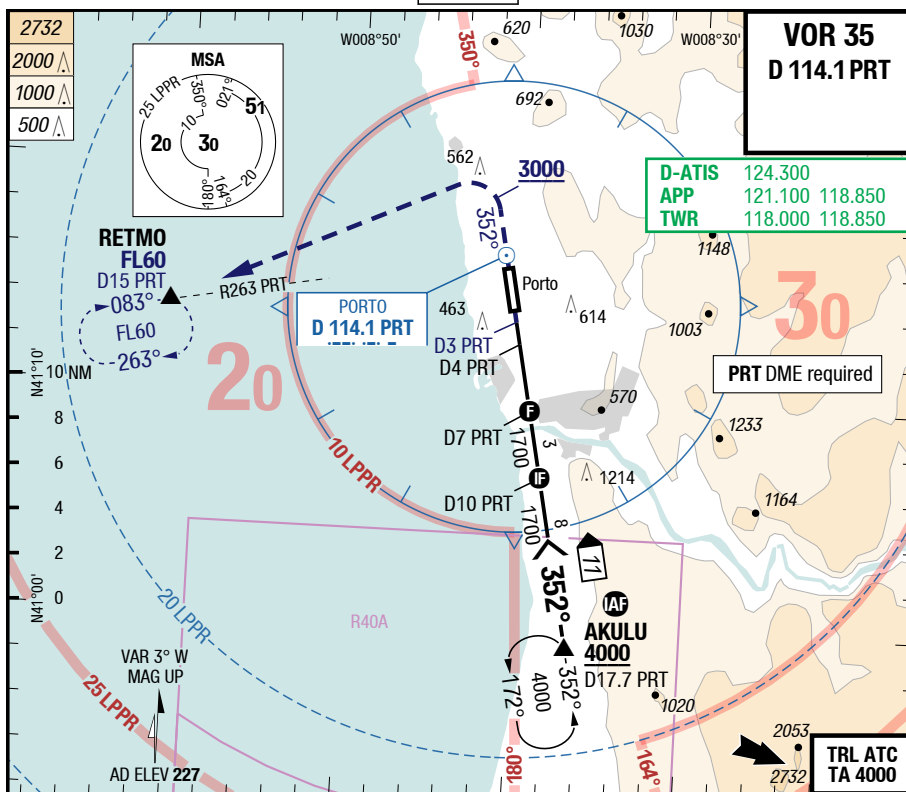 2732
2000
1000
500
MSA
25 LPPR
350°
021°
10
51
20
30
180°
164°
20
W008°50'
350°
620
1030
W008°30'
VOR 35
D 114.1 PRT
692
562
3000
352°
D-ATIS 124.300
APP 121.100 118.850
TWR 118.000 118.850
1148
RETMO
FL60
D15 PRT
083°
FL60
263°
R263 PRT
PORTO
D 114.1 PRT
Porto
463
614
1003
30
D3 PRT
D4 PRT
20
N41°10'
10 NM
8
6
4
2
0
N41°00'
PRT DME required
570
1233
D7 PRT
F
3
1700
10 LPPR
IF
1214
D10 PRT
1700
8
1164
11
352°
IAF
AKULU
4000
D17.7 PRT
R40A
20 LPPR
25 LPPR
VAR 3° W
MAG UP
AD ELEV 227
172°
4000
352°
1020
180°
164°
2053
2732
TRL ATC
TA 4000